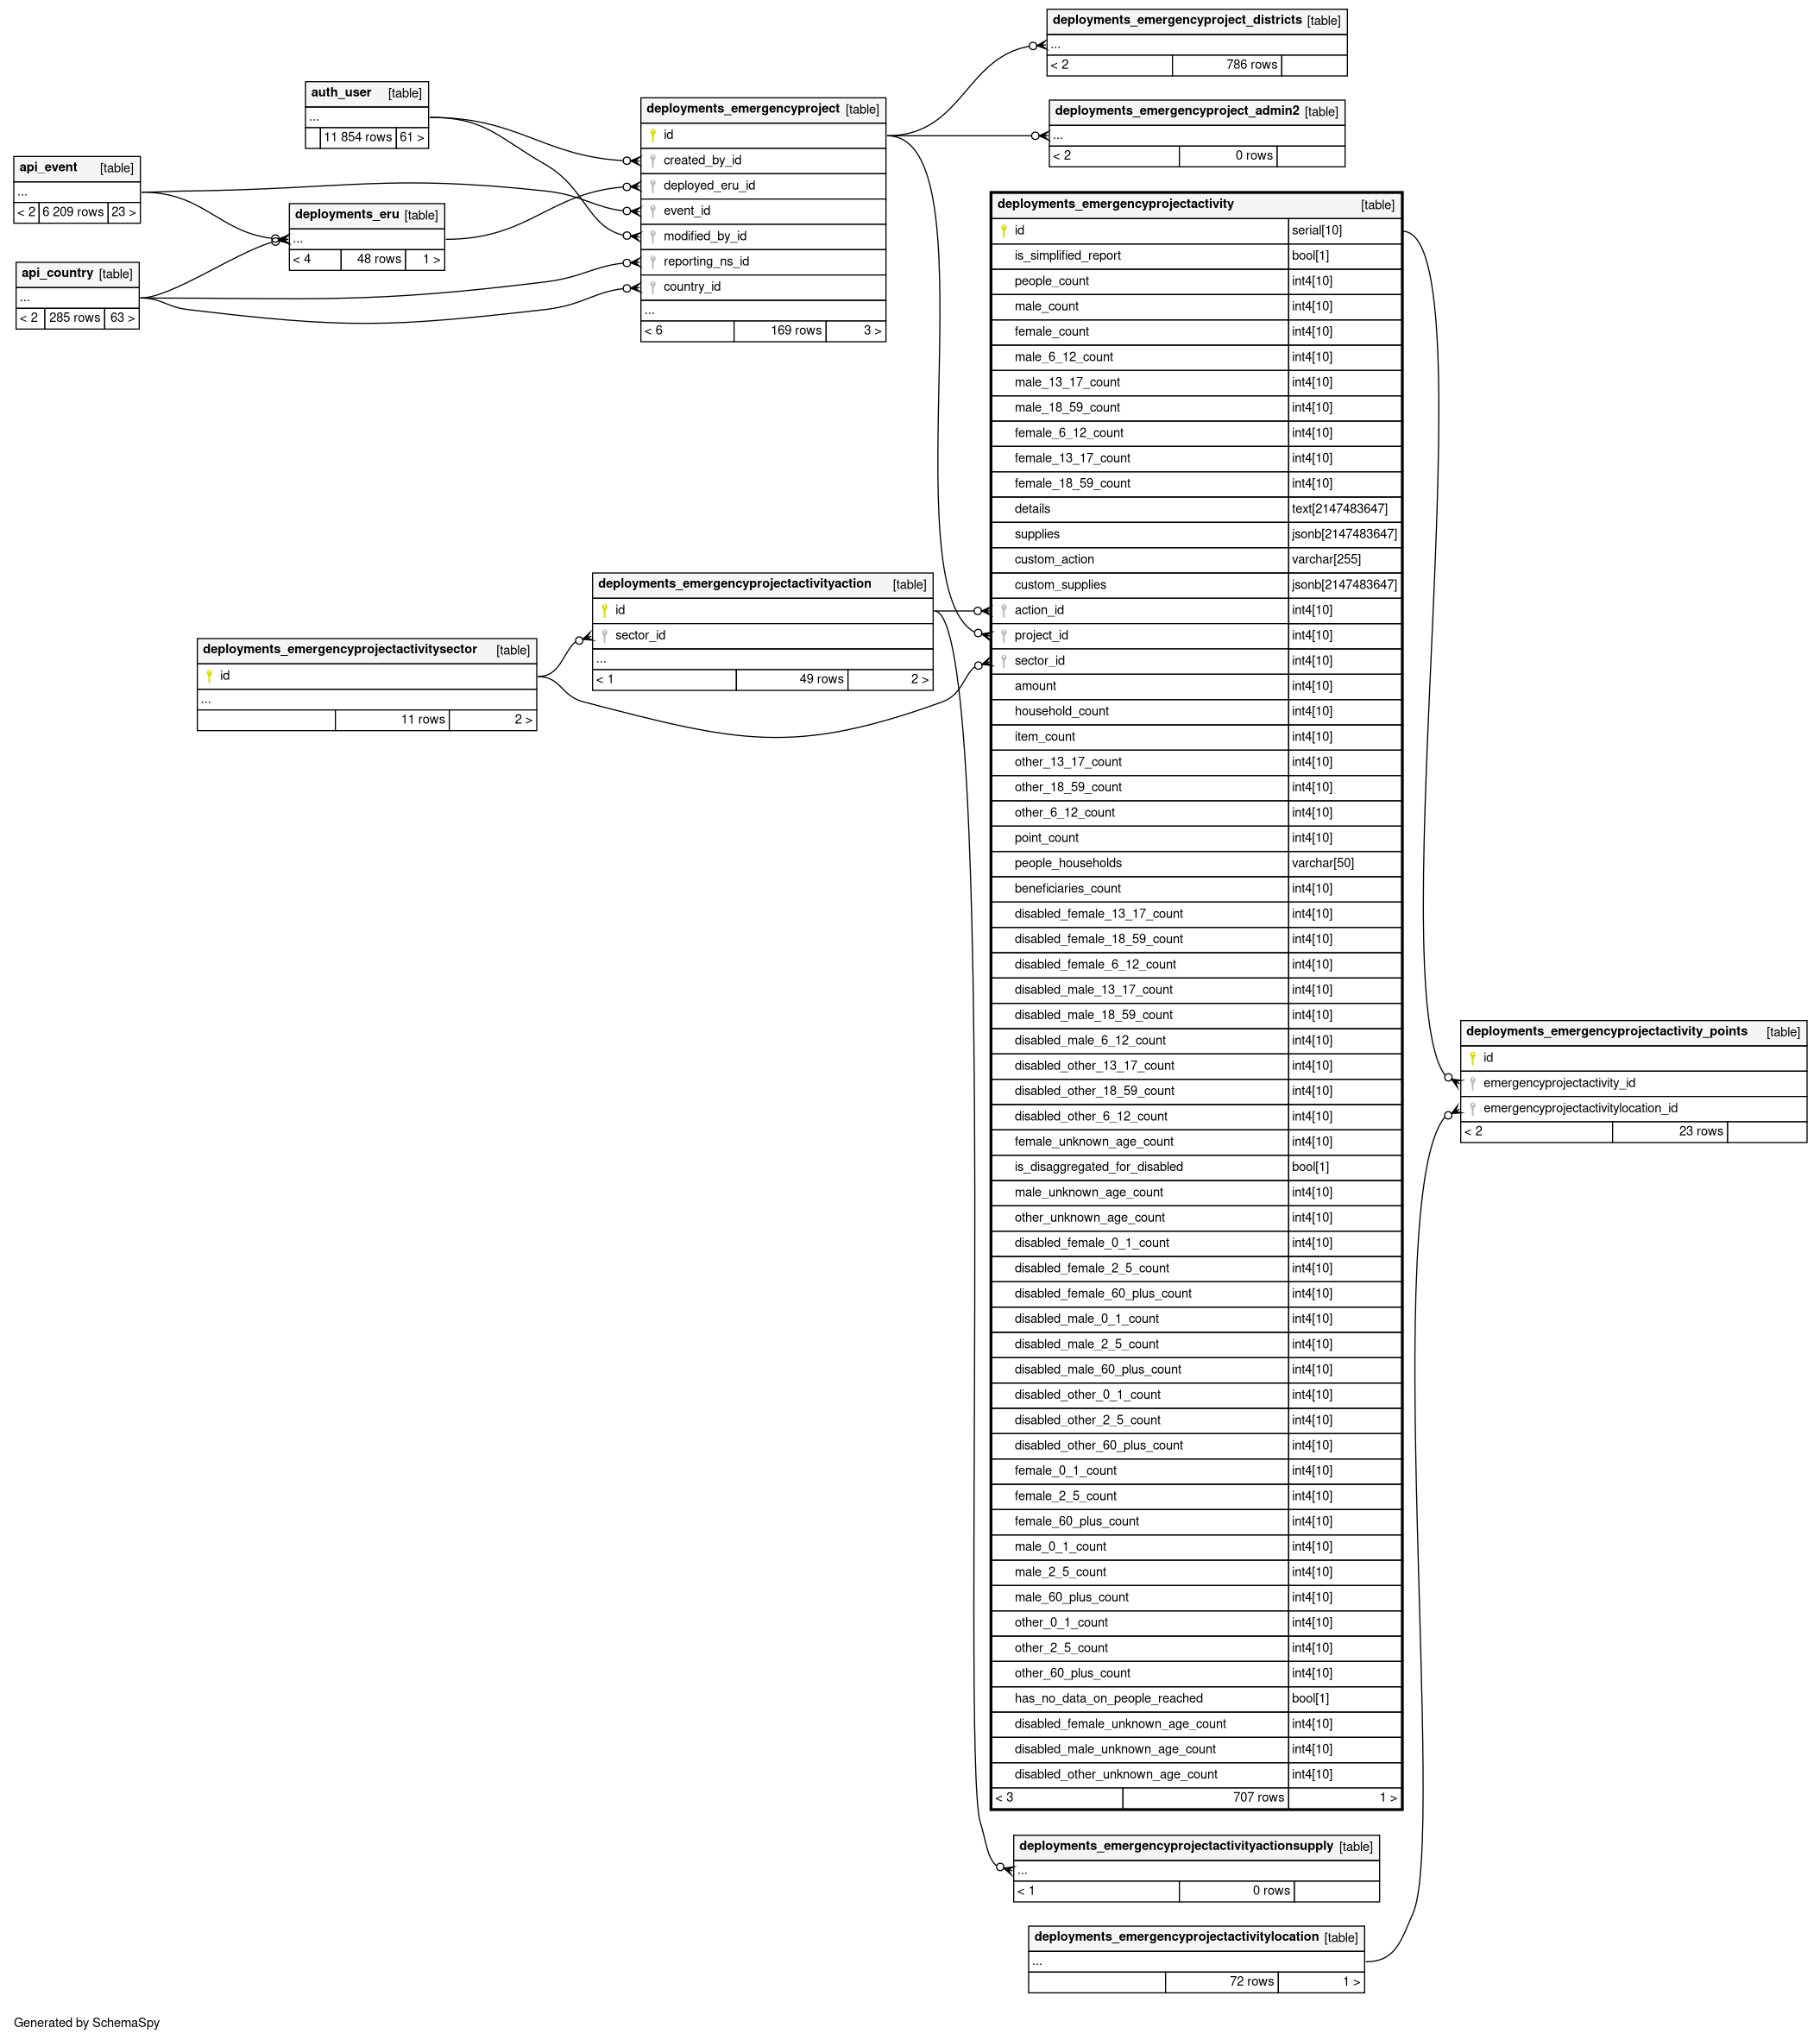 deployments_emergencyproject_districts [table]
...
< 2 786 rows
auth_user [table]
...
11 854 rows 61 >
deployments_emergencyproject [table]
id
created_by_id
deployed_eru_id
event_id
modified_by_id
reporting_ns_id
country_id
...
< 6 169 rows 3 >
deployments_emergencyproject_admin2 [table]
...
< 2 0 rows
api_event [table]
...
< 2 6 209 rows 23 >
deployments_eru [table]
...
< 4 48 rows 1 >
api_country [table]
...
< 2 285 rows 63 >
deployments_emergencyprojectactivity [table]
id serial[10]
is_simplified_report bool[1]
people_count int4[10]
male_count int4[10]
female_count int4[10]
male_6_12_count int4[10]
male_13_17_count int4[10]
male_18_59_count int4[10]
female_6_12_count int4[10]
female_13_17_count int4[10]
female_18_59_count int4[10]
details text[2147483647]
supplies jsonb[2147483647]
custom_action varchar[255]
custom_supplies jsonb[2147483647]
action_id int4[10]
project_id int4[10]
sector_id int4[10]
amount int4[10]
household_count int4[10]
item_count int4[10]
other_13_17_count int4[10]
other_18_59_count int4[10]
other_6_12_count int4[10]
point_count int4[10]
people_households varchar[50]
beneficiaries_count int4[10]
disabled_female_13_17_count int4[10]
disabled_female_18_59_count int4[10]
disabled_female_6_12_count int4[10]
disabled_male_13_17_count int4[10]
disabled_male_18_59_count int4[10]
disabled_male_6_12_count int4[10]
disabled_other_13_17_count int4[10]
disabled_other_18_59_count int4[10]
disabled_other_6_12_count int4[10]
female_unknown_age_count int4[10]
is_disaggregated_for_disabled bool[1]
male_unknown_age_count int4[10]
other_unknown_age_count int4[10]
disabled_female_0_1_count int4[10]
disabled_female_2_5_count int4[10]
disabled_female_60_plus_count int4[10]
disabled_male_0_1_count int4[10]
disabled_male_2_5_count int4[10]
disabled_male_60_plus_count int4[10]
disabled_other_0_1_count int4[10]
disabled_other_2_5_count int4[10]
disabled_other_60_plus_count int4[10]
female_0_1_count int4[10]
female_2_5_count int4[10]
female_60_plus_count int4[10]
male_0_1_count int4[10]
male_2_5_count int4[10]
male_60_plus_count int4[10]
other_0_1_count int4[10]
other_2_5_count int4[10]
other_60_plus_count int4[10]
has_no_data_on_people_reached bool[1]
disabled_female_unknown_age_count int4[10]
disabled_male_unknown_age_count int4[10]
disabled_other_unknown_age_count int4[10]
< 3 707 rows 1 >
deployments_emergencyprojectactivityaction [table]
id
sector_id
...
< 1 49 rows 2 >
deployments_emergencyprojectactivitysector [table]
id
...
11 rows 2 >
deployments_emergencyprojectactivity_points [table]
id
emergencyprojectactivity_id
emergencyprojectactivitylocation_id
< 2 23 rows
deployments_emergencyprojectactivityactionsupply [table]
...
< 1 0 rows
deployments_emergencyprojectactivitylocation [table]
...
72 rows 1 >
Generated by SchemaSpy